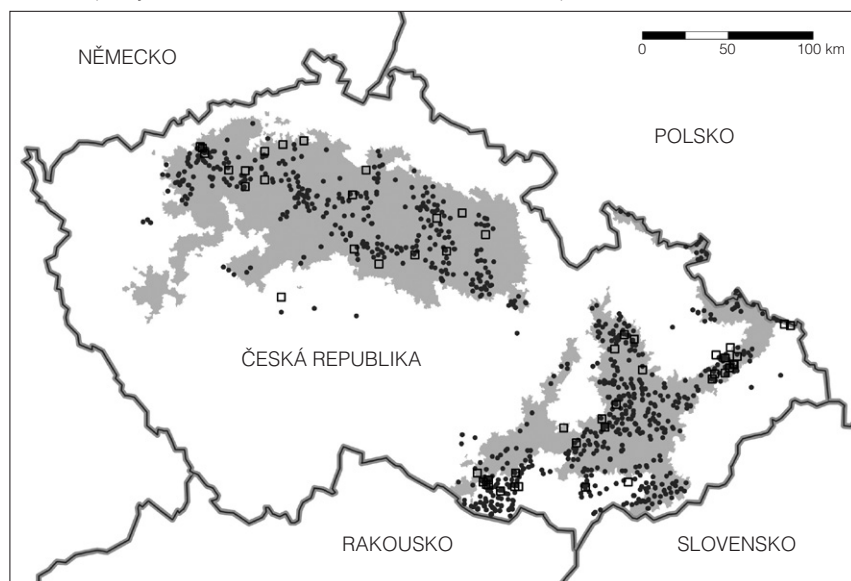 NĚMECKO
0 50 100 km
POLSKO
ČESKÁ REPUBLIKA
RAKOUSKO
SLOVENSKO